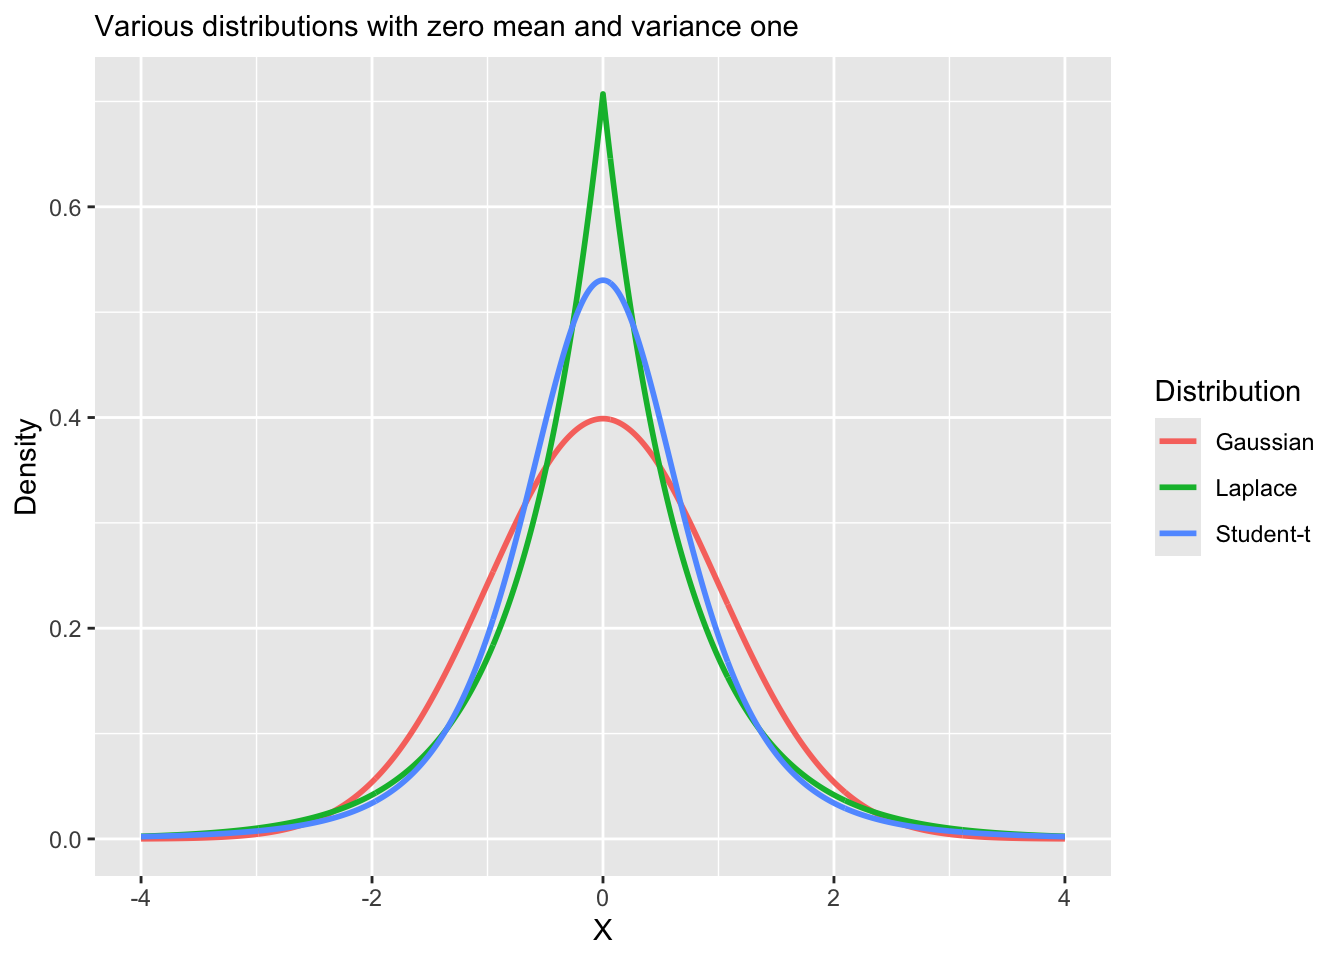 Various distributions with zero mean and variance one
0.6
0.4
0.2
0.0
Density
-4
-2
0
2
4
X
Distribution
Gaussian
Laplace
Student-t